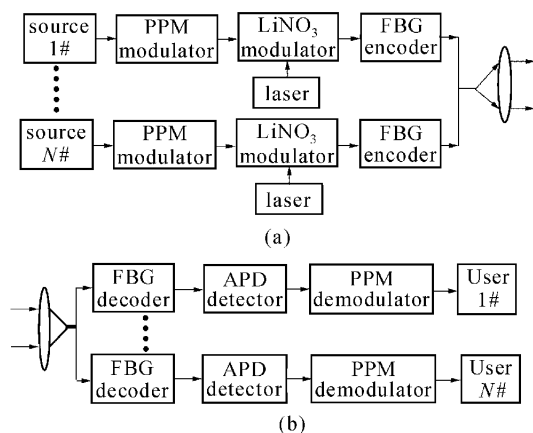 source 1#
PPM modulator
LiNO3 modulator
FBG encoder
laser
source N#
PPM modulator
LiNO3 modulator
FBG encoder
laser
(a)
FBG decoder
APD detector
PPM demodulator
User 1#
FBG decoder
APD detector
PPM demodulator
User N#
(b)